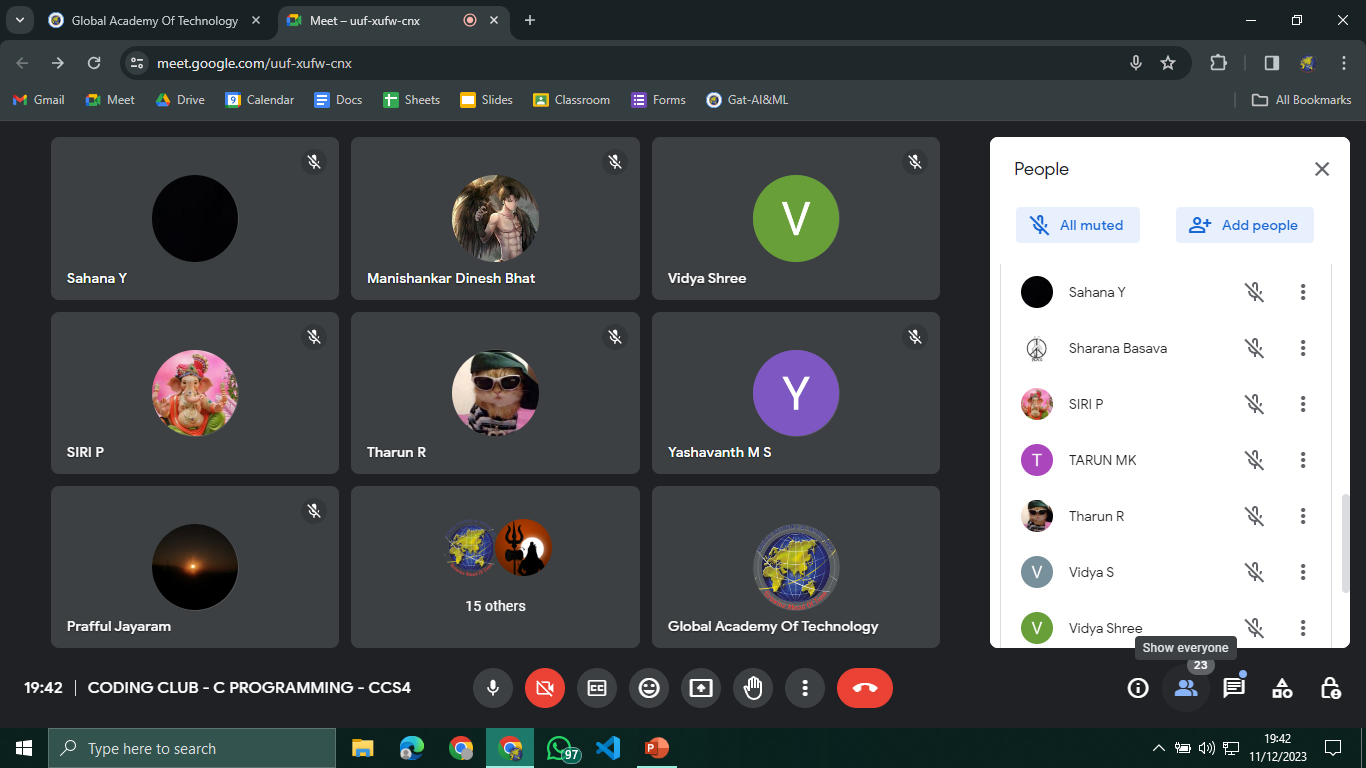 Global Academy Of Technology
Meet – uuf-xufw-cnx
meet.google.com/uuf-xufw-cnx
Gmail
Meet
Drive
Calendar
Docs
Sheets
Slides
Classroom
Forms
Gat-AI&ML
All Bookmarks
Sahana Y
Manishankar Dinesh Bhat
V
Vidya Shree
SIRI P
Tharun R
Y
Yashavanth M S
Prafful Jayaram
15 others
Global Academy Of Technology
People
All muted
Add people
Sahana Y
Sharana Basava
SIRI P
T
TARUN MK
Tharun R
V
Vidya S
V
Vidya Shree
Show everyone
23
19:42
CODING CLUB - C PROGRAMMING - CCS4
Type here to search
97
19:42
11/12/2023